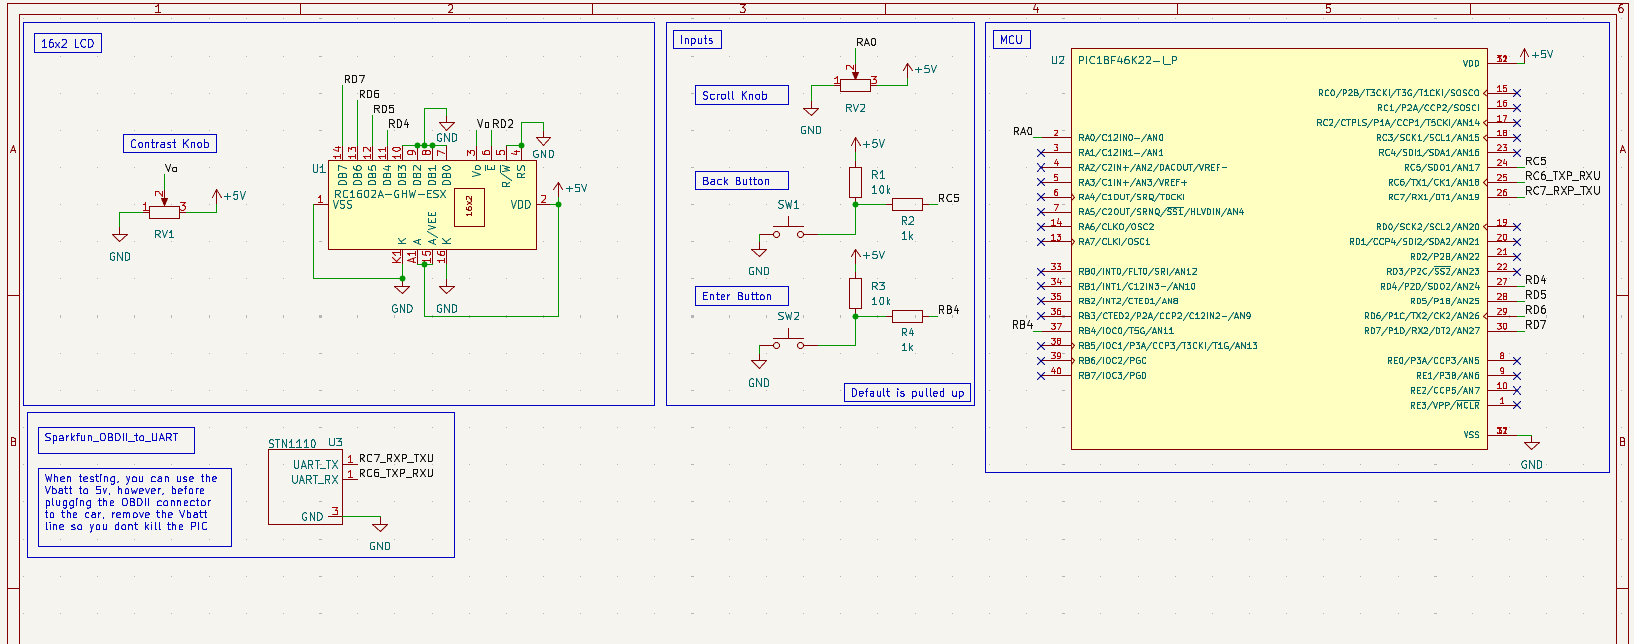 1 2 3 4 5 6
A
B
A
B
16x2 LCD
Contrast Knob
Vo
1 2 3
+5V
RV1
GND
RD7
RD6
RD5
RD4
GND
Vo RD2
GND
U1
14 13 12 11 10 9 8 7 3 6 5 4
DB7 DB6 DB5 DB4 DB3 DB2 DB1 DB0 Vo E R/W RS
RC1602A-GHW-ESX
16x2
1 VSS
VDD 2
+5V
K A A/VEE K
K1 A1 15 16
GND
GND
Inputs
Scroll Knob
RA0
1 2 3
+5V
RV2
GND
Back Button
+5V
R1
10k
SW1
RC5
R2
1k
GND
Enter Button
+5V
R3
10k
SW2
RB4
R4
1k
GND
Default is pulled up
MCU
U2
PIC18F46K22-I_P
RA0 2 RA0/C12IN0-/AN0
3 RA1/C12IN1-/AN1
4 RA2/C2IN+/AN2/DACOUT/VREF-
5 RA3/C1IN+/AN3/VREF+
6 RA4/C1OUT/SRQ/T0CKI
7 RA5/C2OUT/SRNQ/SS1/HLVDIN/AN4
14 RA6/CLKO/OSC2
13 RA7/CLKI/OSC1
33 RB0/INT0/FLT0/SRI/AN12
34 RB1/INT1/C12IN3-/AN10
35 RB2/INT2/CTED1/AN8
36 RB3/CTED2/P2A/CCP2/C12IN2-/AN9
RB4 37 RB4/IOC0/T5G/AN11
38 RB5/IOC1/P3A/CCP3/T3CKI/T1G/AN13
39 RB6/IOC2/PGC
40 RB7/IOC3/PGD
VDD +5V
RC0/P2B/T3CKI/T3G/T1CKI/SOSCO 15
RC1/P2A/CCP2/SOSCI 16
RC2/CTPLS/P1A/CCP1/T5CKI/AN14 17
RC3/SCK1/SCL1/AN15 18
RC4/SDI1/SDA1/AN16 23
RC5/SDO1/AN17 24 RC5
RC6/TX1/CK1/AN18 25 RC6_TXP_RXU
RC7/RX1/DT1/AN19 26 RC7_RXP_TXU
RD0/SCK2/SCL2/AN20 19
RD1/CCP4/SDI2/SDA2/AN21 20
RD2/P2B/AN22 21
RD3/P2C/SS2/AN23 22
RD4/P2D/SDO2/AN24 27 RD4
RD5/P1B/AN25 28 RD5
RD6/P1C/TX2/CK2/AN26 29 RD6
RD7/P1D/RX2/DT2/AN27 30 RD7
RE0/P3A/CCP3/AN5 8
RE1/P3B/AN6 9
RE2/CCP5/AN7 10
RE3/VPP/MCLR 1
VSS
GND
Sparkfun_OBDII_to_UART
When testing, you can use the
Vbatt to 5v, however, before
plugging the OBDII connector
to the car, remove the Vbatt
line so you dont kill the PIC
STN1110 U3
UART_TX 1 RC7_RXP_TXU
UART_RX 1 RC6_TXP_RXU
GND 3
GND